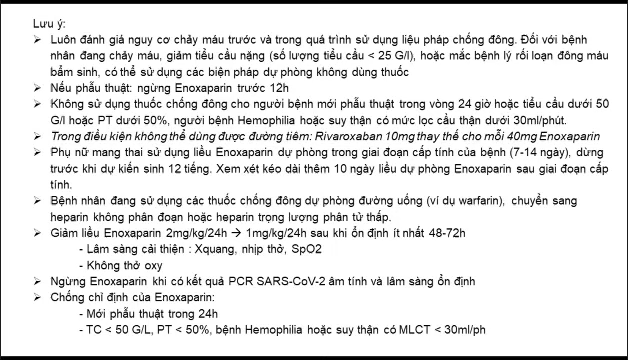 Lưu ý:
➢ Luôn đánh giá nguy cơ chảy máu trước và trong quá trình sử dụng liệu pháp chống đông. Đối với bệnh
nhân đang chảy máu, giảm tiểu cầu nặng (số lượng tiểu cầu < 25 G/l), hoặc mắc bệnh lý rối loạn đông máu
bẩm sinh, có thể sử dụng các biện pháp dự phòng không dùng thuốc
➢ Nếu phẫu thuật: ngừng Enoxaparin trước 12h
➢ Không sử dụng thuốc chống đông cho người bệnh mới phẫu thuật trong vòng 24 giờ hoặc tiểu cầu dưới 50
G/l hoặc PT dưới 50%, người bệnh Hemophilia hoặc suy thận có mức lọc cầu thận dưới 30ml/phút.
➢ Trong điều kiện không thể dùng được đường tiêm: Rivaroxaban 10mg thay thế cho mỗi 40mg Enoxaparin
➢ Phụ nữ mang thai sử dụng liều Enoxaparin dự phòng trong giai đoạn cấp tính của bệnh (7-14 ngày), dừng
trước khi dự kiến sinh 12 tiếng. Xem xét kéo dài thêm 10 ngày liều dự phòng Enoxaparin sau giai đoạn cấp
tính.
➢ Bệnh nhân đang sử dụng các thuốc chống đông dự phòng đường uống (ví dụ warfarin), chuyển sang
heparin không phân đoạn hoặc heparin trọng lượng phân tử thấp.
➢ Giảm liều Enoxaparin 2mg/kg/24h → 1mg/kg/24h sau khi ổn định ít nhất 48-72h
- Lâm sàng cải thiện : Xquang, nhịp thở, SpO2
- Không thở oxy
➢ Ngừng Enoxaparin khi có kết quả PCR SARS-CoV-2 âm tính và lâm sàng ổn định
➢ Chống chỉ định của Enoxaparin:
- Mới phẫu thuật trong 24h
- TC < 50 G/L, PT < 50%, bệnh Hemophilia hoặc suy thận có MLCT < 30ml/ph